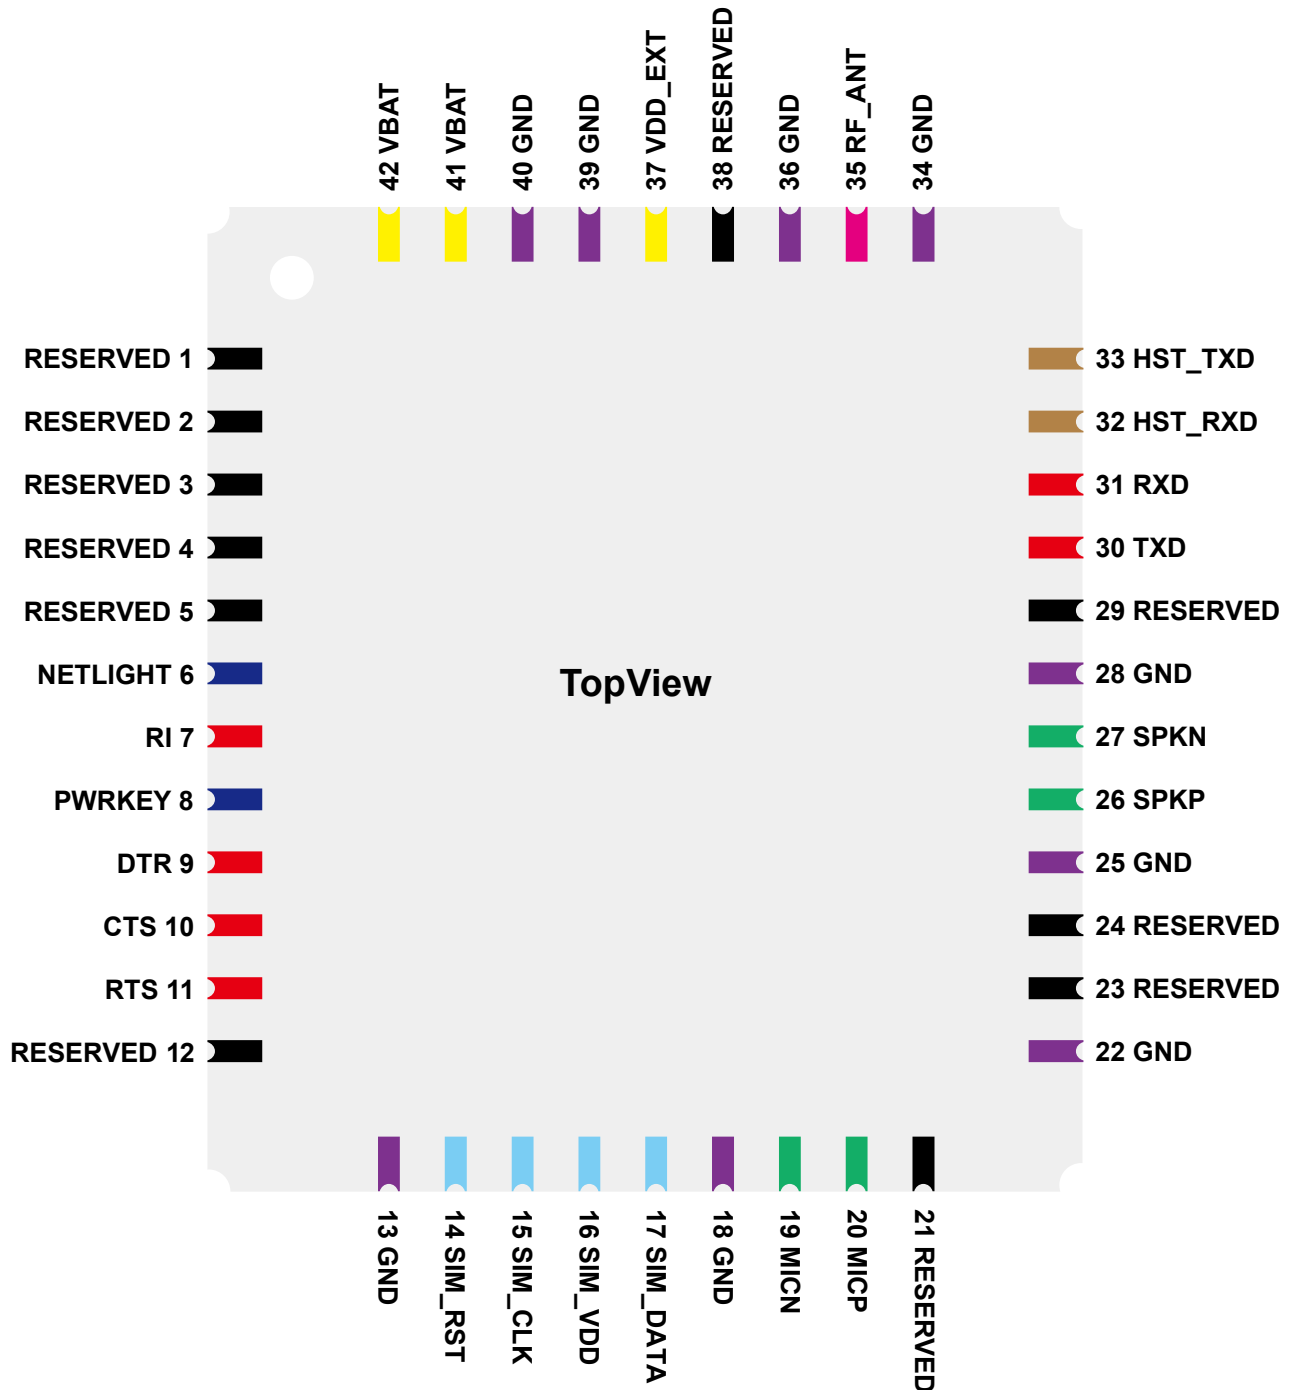 42 VBAT
41 VBAT
40 GND
39 GND
37 VDD_EXT
38 RESERVED
36 GND
35 RF_ANT
34 GND
RESERVED 1
RESERVED 2
RESERVED 3
RESERVED 4
RESERVED 5
NETLIGHT 6
RI 7
PWRKEY 8
DTR 9
CTS 10
RTS 11
RESERVED 12
TopView
33 HST_TXD
32 HST_RXD
31 RXD
30 TXD
29 RESERVED
28 GND
27 SPKN
26 SPKP
25 GND
24 RESERVED
23 RESERVED
22 GND
13 GND
14 SIM_RST
15 SIM_CLK
16 SIM_VDD
17 SIM_DATA
18 GND
19 MICN
20 MICP
21 RESERVED